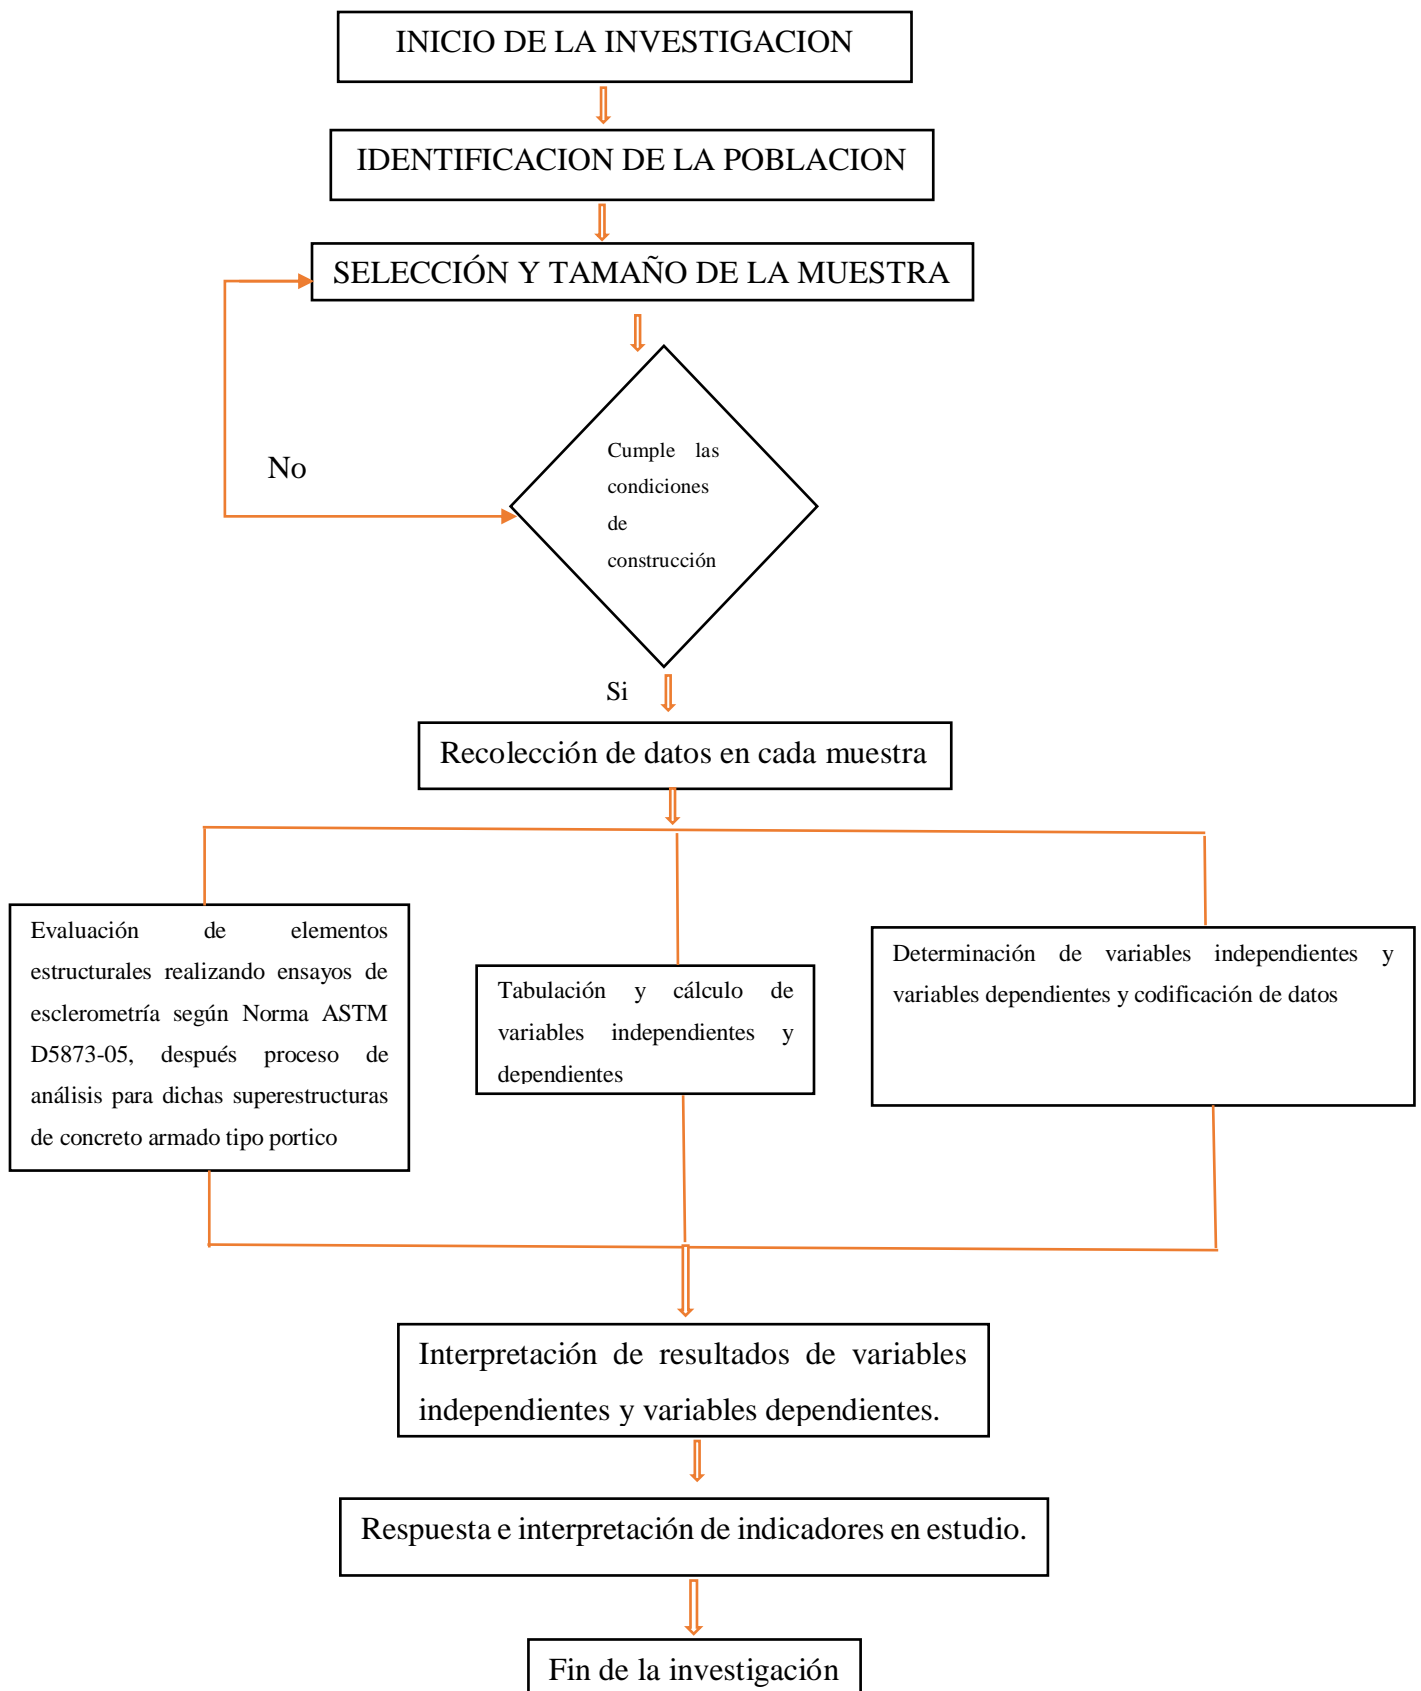 INICIO DE LA INVESTIGACION
IDENTIFICACION DE LA POBLACION
SELECCIÓN Y TAMAÑO DE LA MUESTRA
Cumple las
condiciones
de
construcción
No
Si
Recolección de datos en cada muestra
Evaluación de elementos
estructurales realizando ensayos de
esclerometría según Norma ASTM
D5873-05, después proceso de
análisis para dichas superestructuras
de concreto armado tipo portico
Tabulación y cálculo de
variables independientes y
dependientes
Determinación de variables independientes y
variables dependientes y codificación de datos
Interpretación de resultados de variables
independientes y variables dependientes.
Respuesta e interpretación de indicadores en estudio.
Fin de la investigación